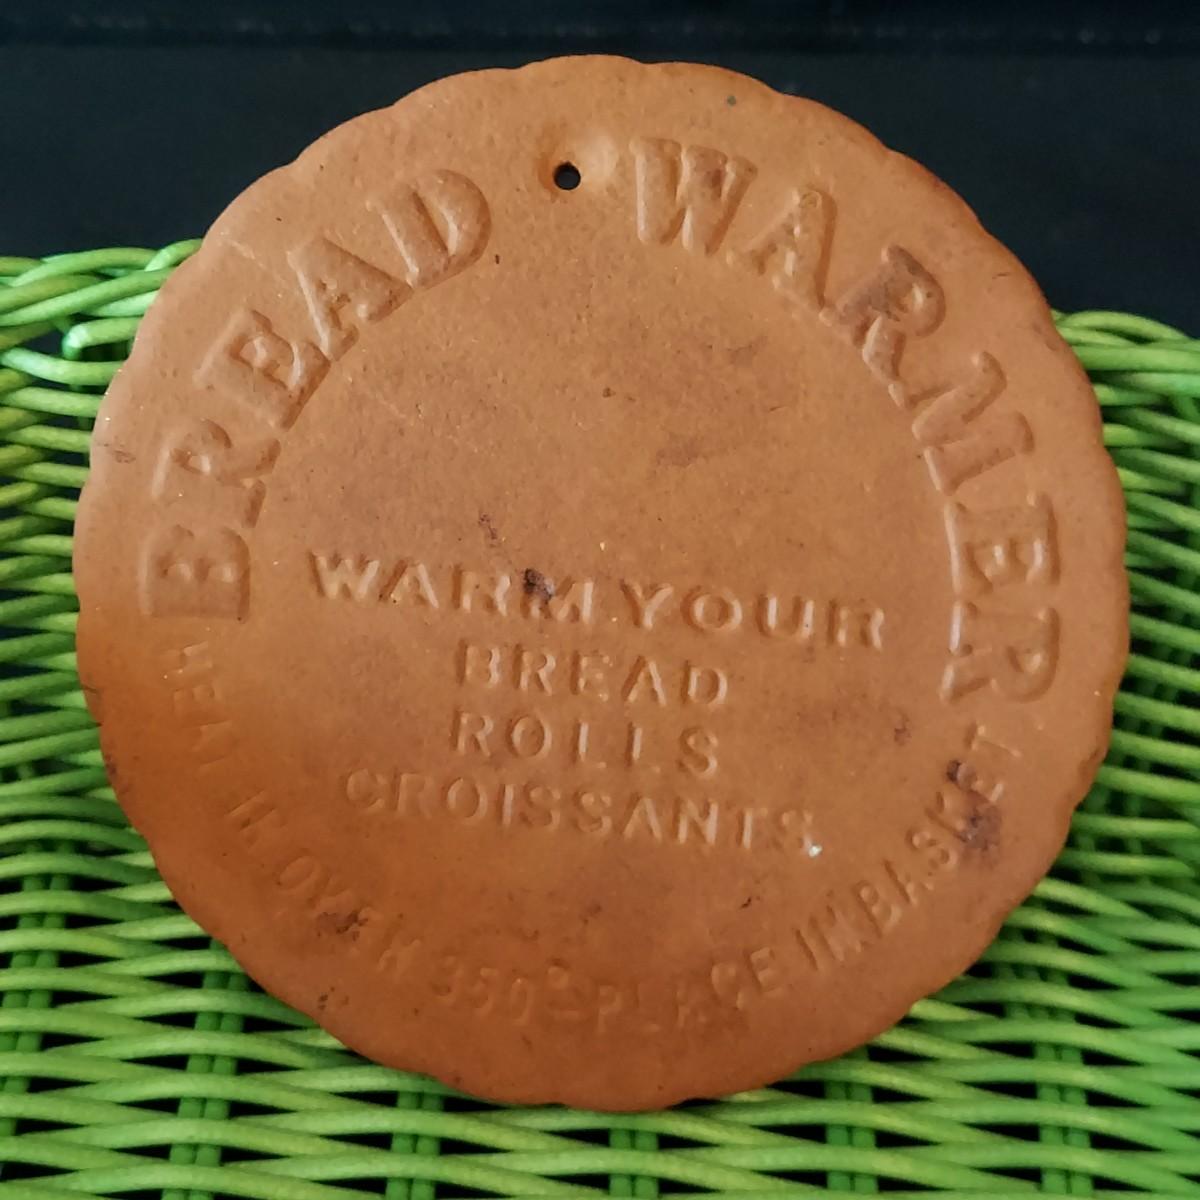 BREAD WARMER
WARM YOUR
BREAD
ROLLS
CROISSANTS
HEAT IN OVEN 350°-PLACE IN BASKET